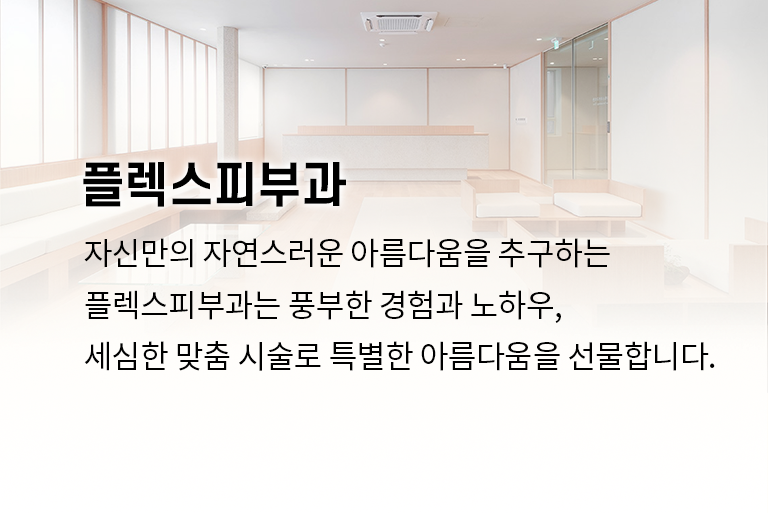 플렉스피부과
자신만의 자연스러운 아름다움을 추구하는
플렉스피부과는 풍부한 경험과 노하우,
세심한 맞춤 시술로 특별한 아름다움을 선물합니다.